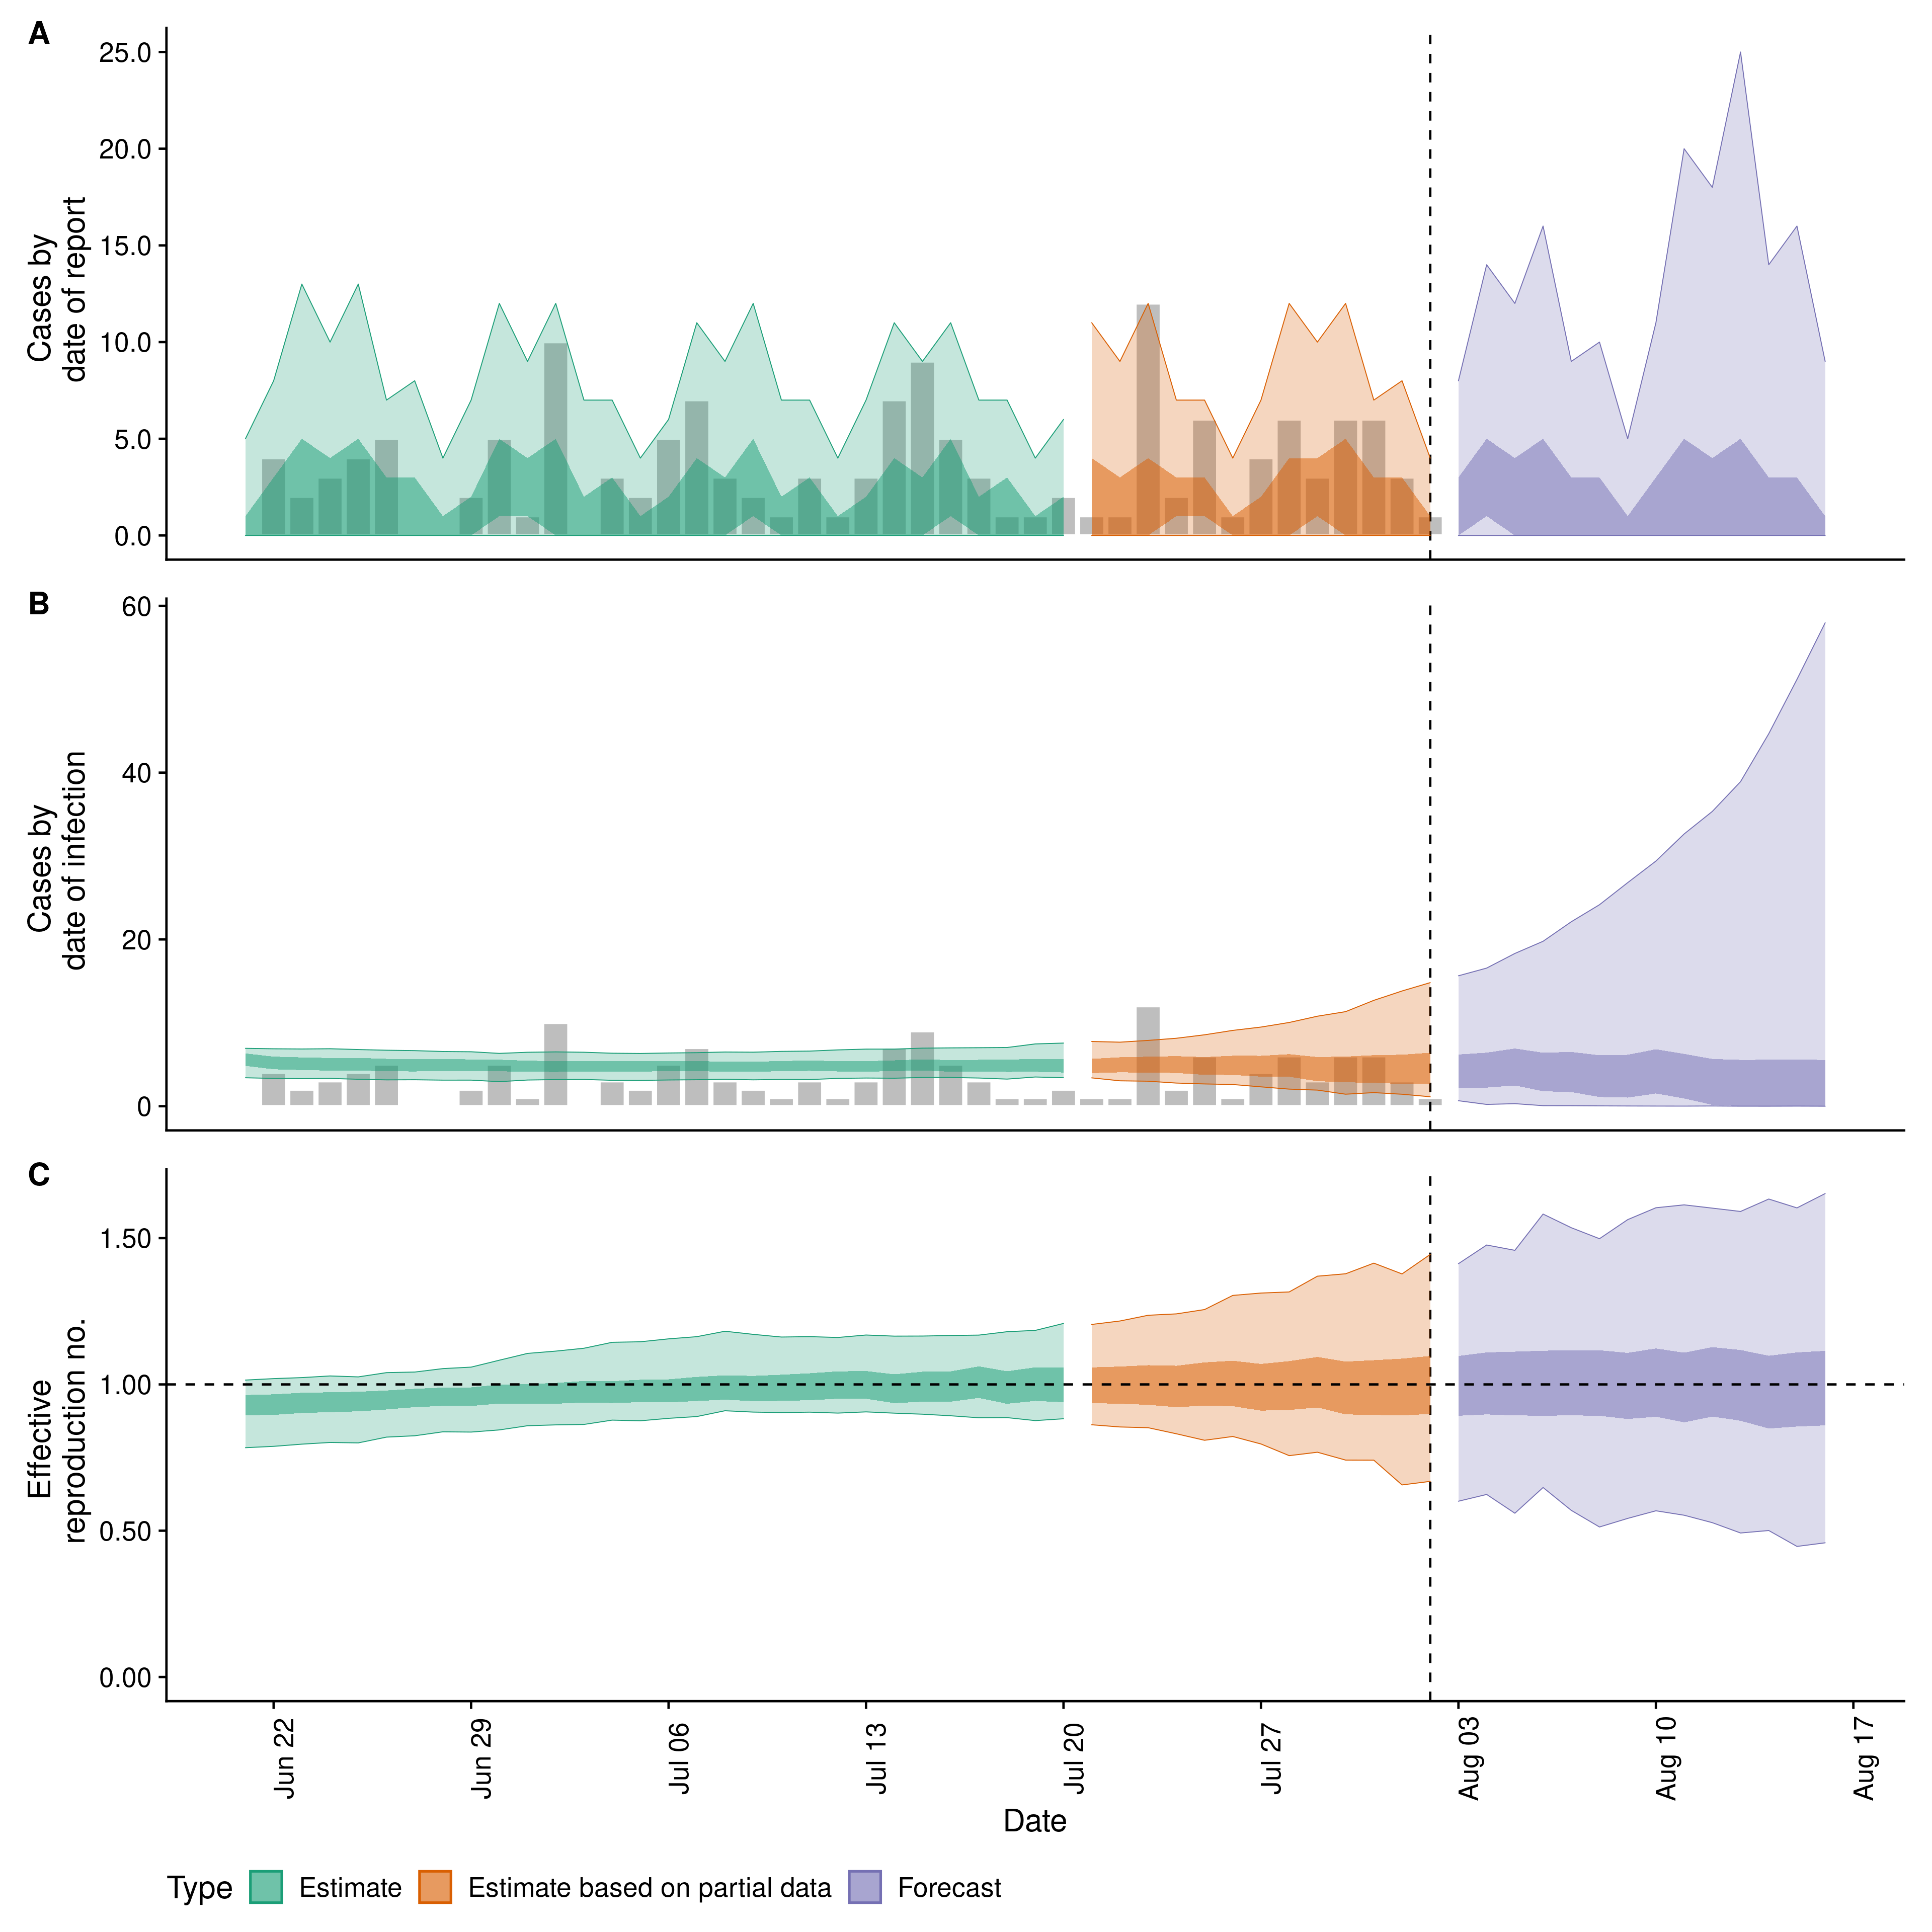 A
25.0
20.0
15.0
10.0
5.0
0.0
Cases by
date of report
B
60
40
20
0
Cases by
date of infection
C
1.50
1.00
0.50
0.00
Effective
reproduction no.
Jun 22
Jun 29
Jul 06
Jul 13
Jul 20
Jul 27
Aug 03
Aug 10
Aug 17
Date
Type Estimate Estimate based on partial data Forecast